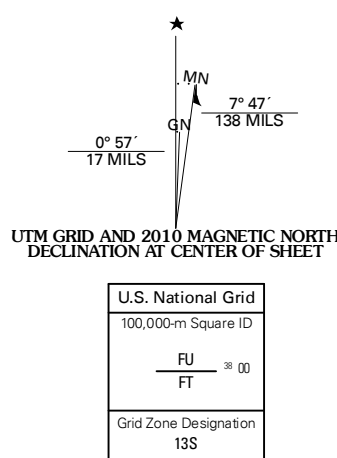 ★
MN
GN
7° 47´
138 MILS
0° 57´
17 MILS
UTM GRID AND 2010 MAGNETIC NORTH
DECLINATION AT CENTER OF SHEET
U.S. National Grid
100,000-m Square ID
FU
38 00
FT
Grid Zone Designation
13S